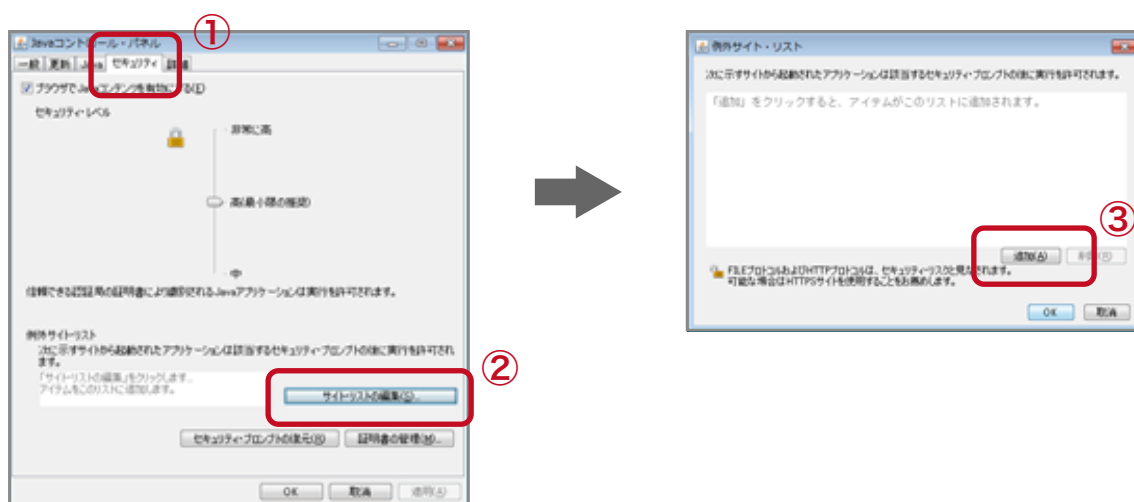 ①
Javaコントロール・パネル
一般 更新 Java セキュリティ 詳細
ブラウザでJavaコンテンツを有効にする(E)
セキュリティ・レベル
非常に高
高(最小限の推奨)
中
信頼できる認証局の証明書により識別されるJavaアプリケーションは実行を許可されます。
例外サイト・リスト
次に示すサイトから起動されたアプリケーションは該当するセキュリティ・プロンプトの後に実行を許可され
ます。
「サイト・リストの編集」をクリックします...
アイテムをこのリストに追加します。
サイト・リストの編集(S)...
②
セキュリティ・プロンプトの復元(R) 証明書の管理(M)...
OK 取消 適用(A)
例外サイト・リスト
次に示すサイトから起動されたアプリケーションは該当するセキュリティ・プロンプトの後に実行を許可されます。
「追加」をクリックすると、アイテムがこのリストに追加されます。
③
追加(A) 削除(R)
FILEプロトコルおよびHTTPプロトコルは、セキュリティ・リスクと見なされます。
可能な場合はHTTPSサイトを使用することをお薦めします。
OK 取消